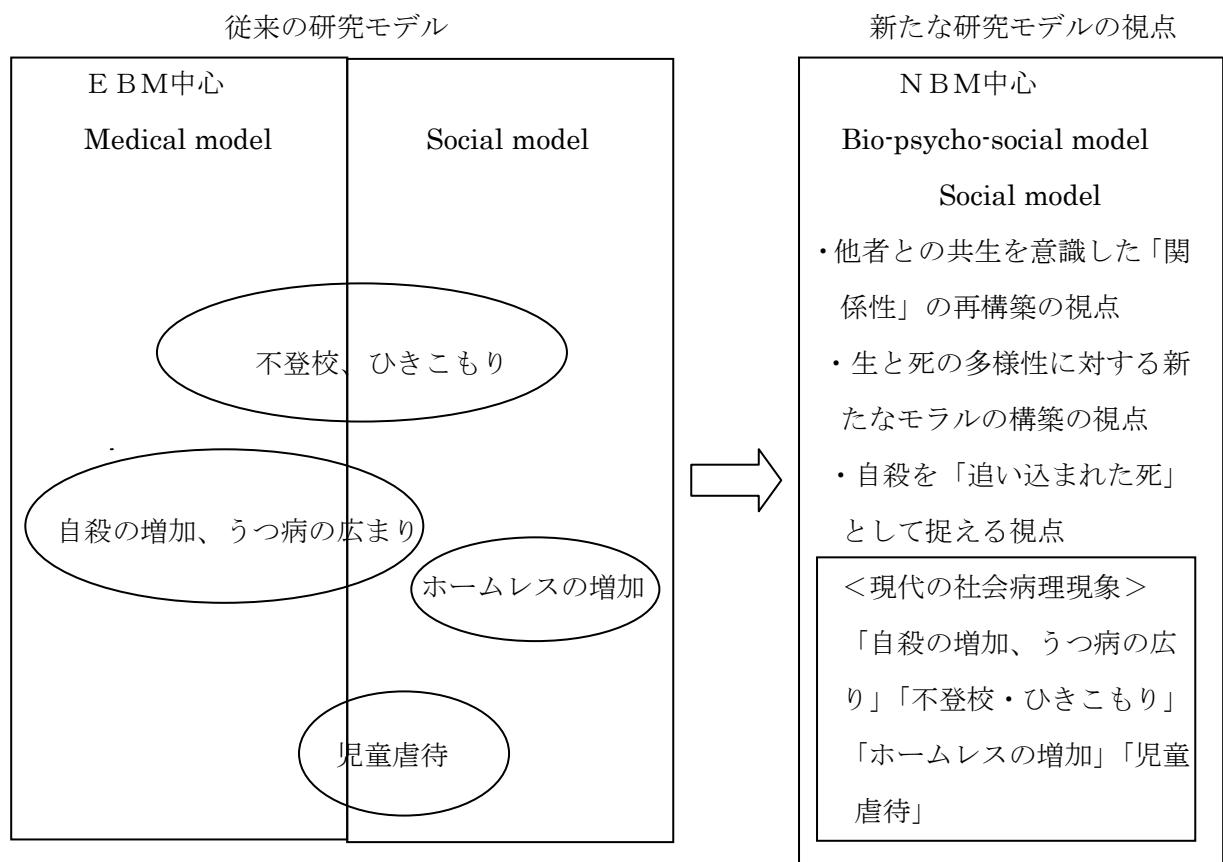 従来の研究モデル
新たな研究モデルの視点
ＥＢＭ中心
Medical model
Social model
不登校、ひきこもり
自殺の増加、うつ病の広まり
ホームレスの増加
児童虐待
ＮＢＭ中心
Bio-psycho-social model
Social model
・他者との共生を意識した「関
係性」の再構築の視点
・生と死の多様性に対する新
たなモラルの構築の視点
・自殺を「追い込まれた死」
として捉える視点
＜現代の社会病理現象＞
「自殺の増加、うつ病の広
り」「不登校・ひきこもり」
「ホームレスの増加」「児童
虐待」